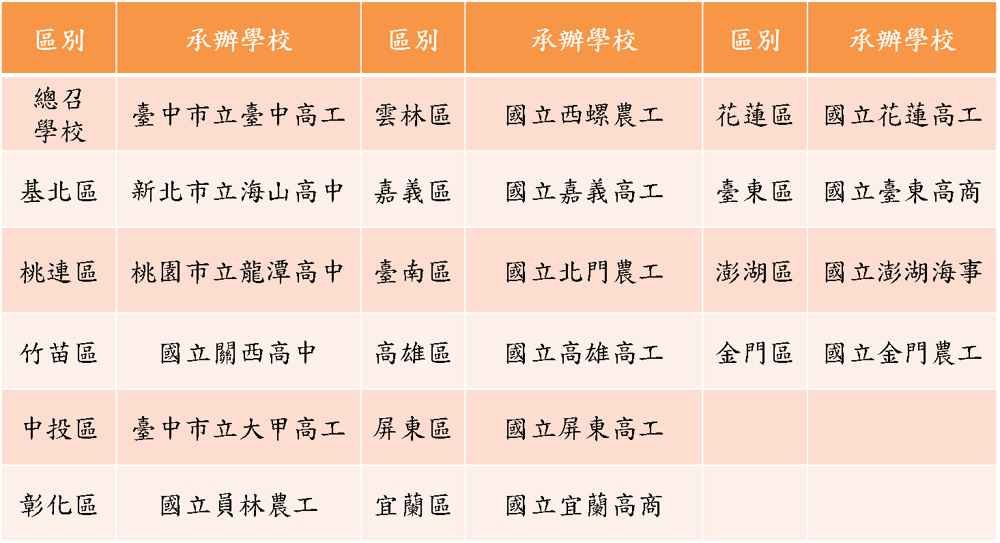 區別 承辦學校 區別 承辦學校 區別 承辦學校
總召
學校 臺中市立臺中高工 雲林區 國立西螺農工 花蓮區 國立花蓮高工
基北區 新北市立海山高中 嘉義區 國立嘉義高工 臺東區 國立臺東高商
桃連區 桃園市立龍潭高中 臺南區 國立北門農工 澎湖區 國立澎湖海事
竹苗區 國立關西高中 高雄區 國立高雄高工 金門區 國立金門農工
中投區 臺中市立大甲高工 屏東區 國立屏東高工
彰化區 國立員林農工 宜蘭區 國立宜蘭高商